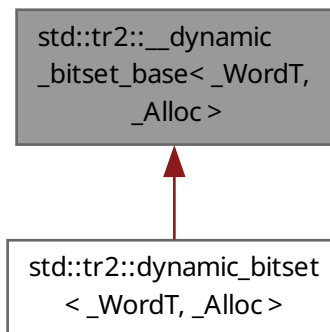 std::tr2::__dynamic
_bitset_base< _WordT,
_Alloc >
std::tr2::dynamic_bitset
< _WordT, _Alloc >